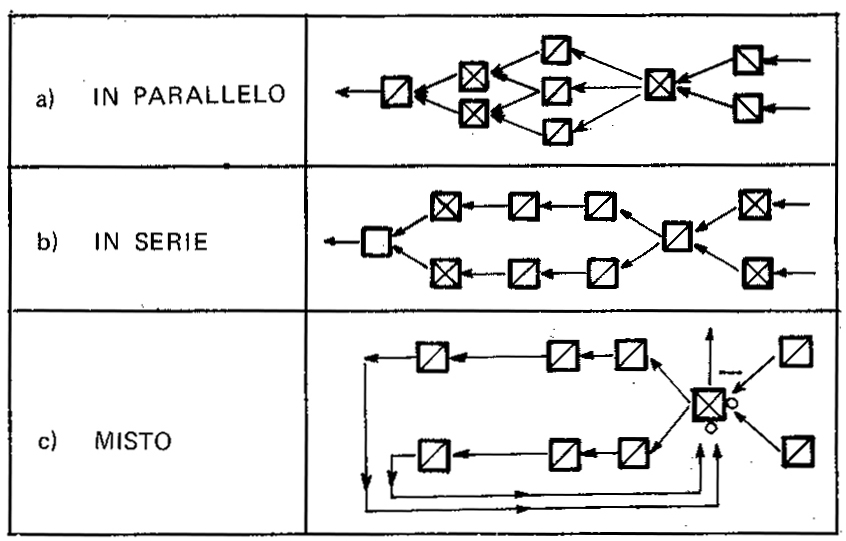 a) IN PARALLELO
b) IN SERIE
c) MISTO